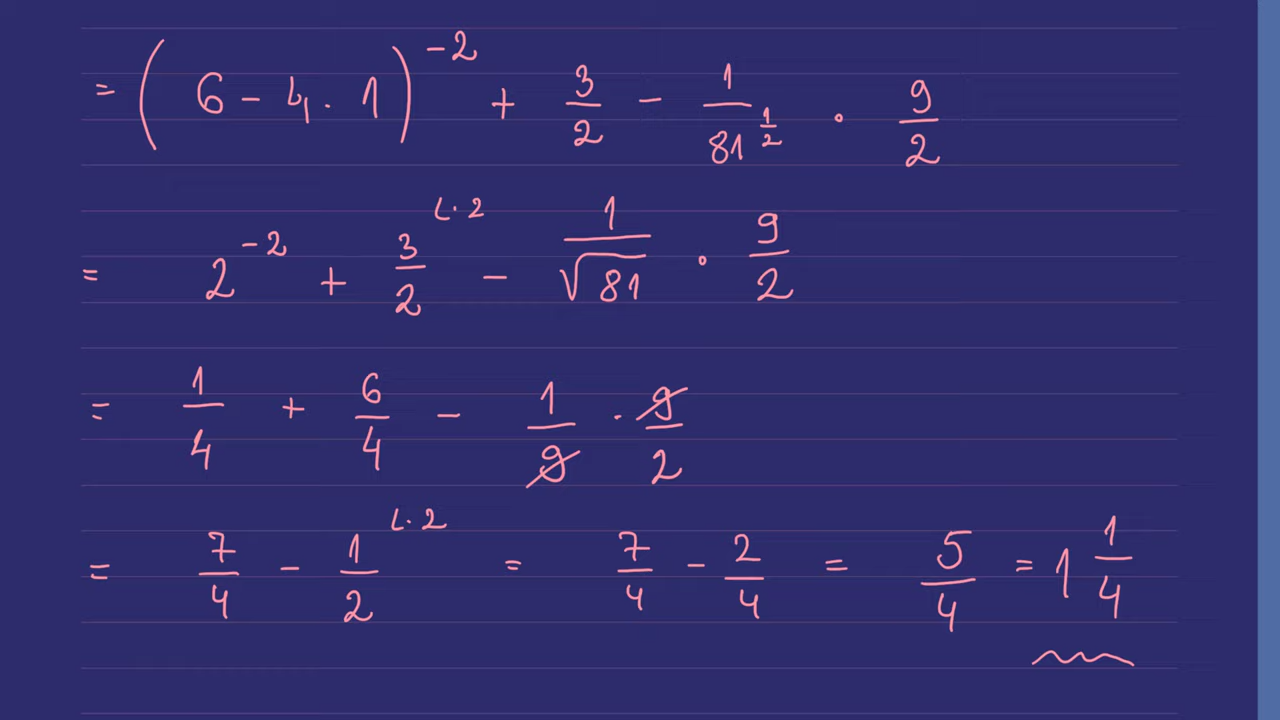 = (6 - 4 · 1)^-2 + 3/2 - 1/81^1/2 · 9/2
= 2^-2 + 3/2 L·2 - 1/√81 · 9/2
= 1/4 + 6/4 - 1/9 · 9/2
= 7/4 - 1/2 L·2 = 7/4 - 2/4 = 5/4 = 1 1/4